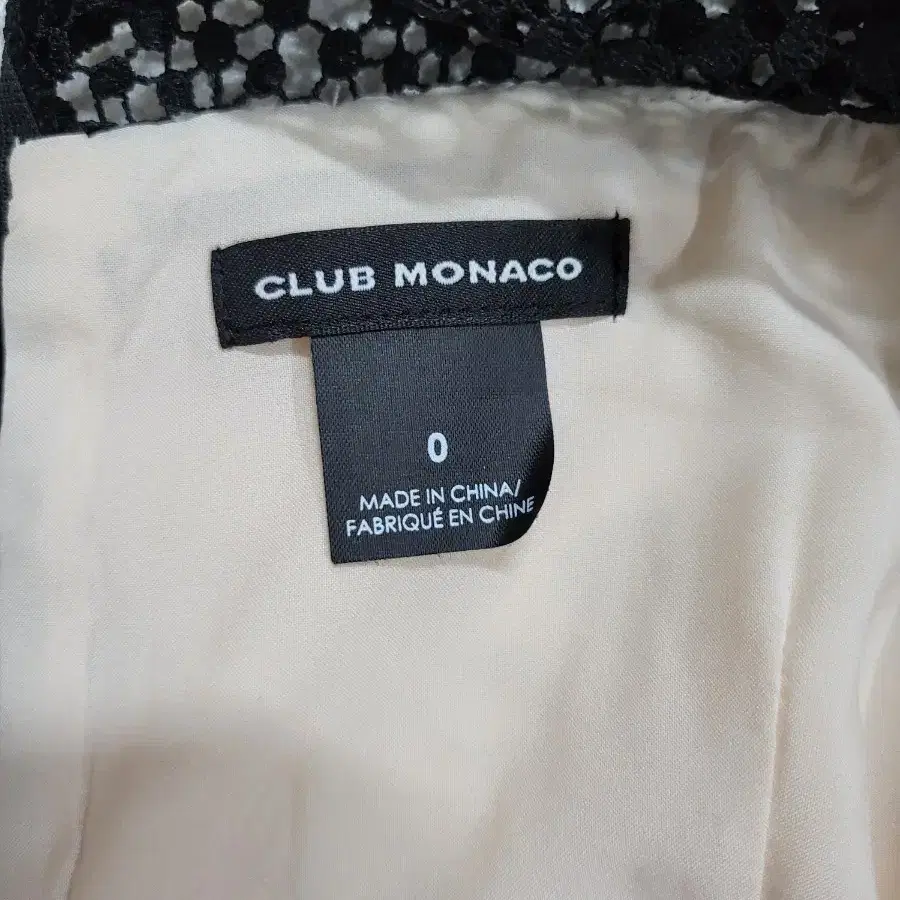 CLUB MONACO
0
MADE IN CHINA/
FABRIQUÉ EN CHINE